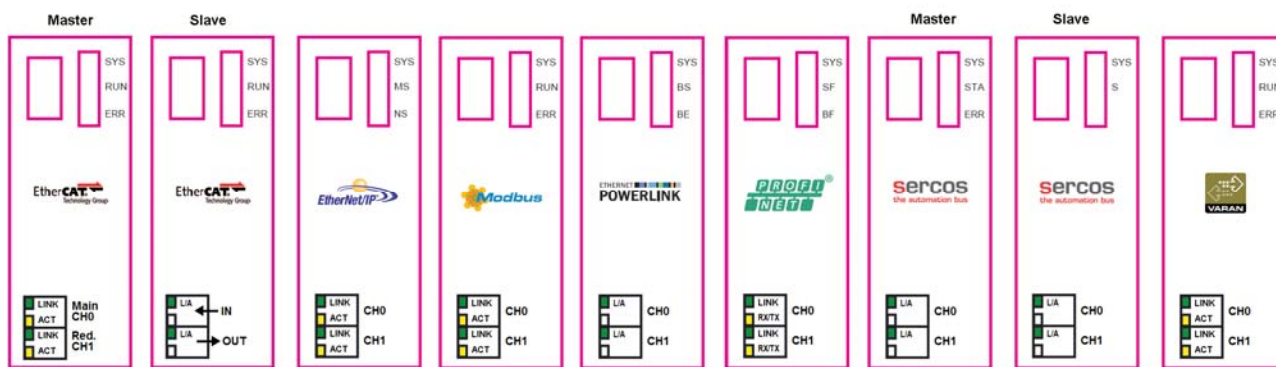 Master
Slave
Master
Slave
SYS
RUN
ERR
SYS
RUN
ERR
SYS
MS
NS
SYS
RUN
ERR
SYS
BS
BE
SYS
SF
BF
SYS
STA
ERR
SYS
S
SYS
RUN
ERR
EtherCAT
Technology Group
EtherCAT
Technology Group
EtherNet/IP
Modbus
ETHERNET
POWERLINK
PROFI
NET®
sercos
the automation bus
sercos
the automation bus
VARAN
LINK
ACT
Main
CH0
LINK
ACT
Red.
CH1
L/A
IN
L/A
OUT
LINK
ACT
CH0
LINK
ACT
CH1
LINK
ACT
CH0
LINK
ACT
CH1
L/A
CH0
L/A
CH1
LINK
RX/TX
CH0
LINK
RX/TX
CH1
L/A
CH0
L/A
CH1
L/A
CH0
L/A
CH1
LINK
ACT
CH0
LINK
ACT
CH1